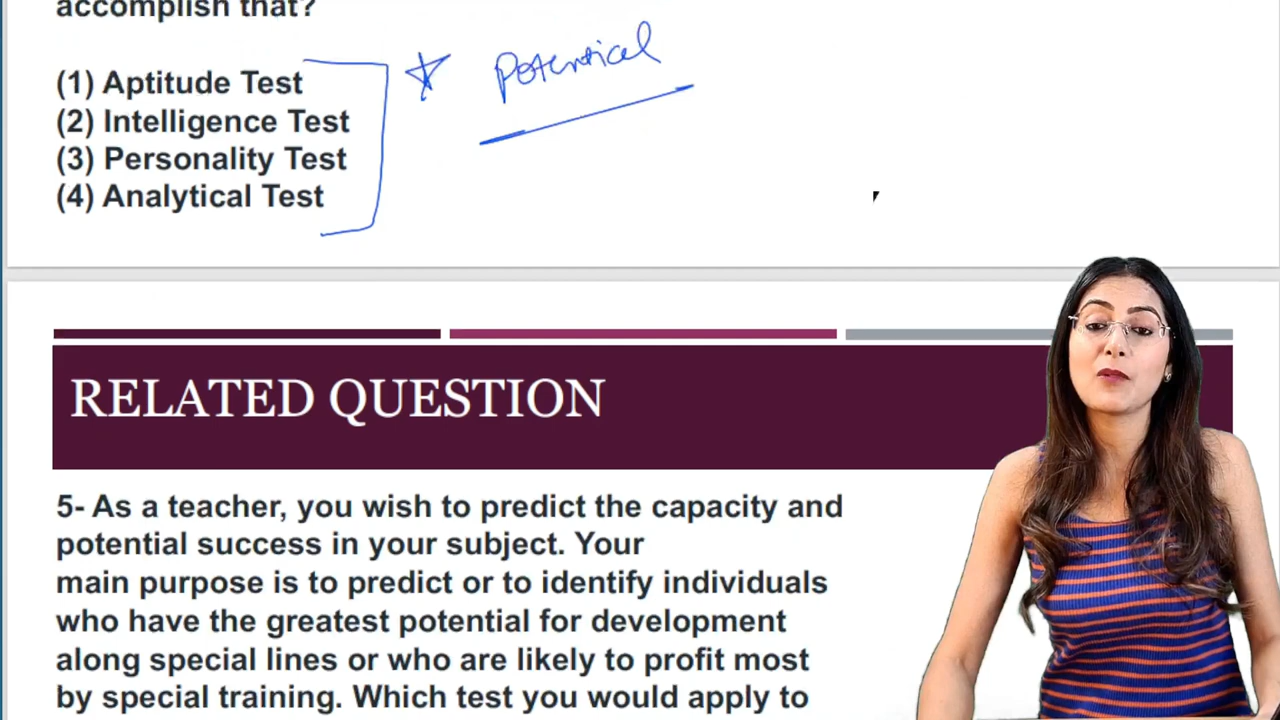 accomplish that?
(1) Aptitude Test
(2) Intelligence Test
(3) Personality Test
(4) Analytical Test
Potential
RELATED QUESTION
5- As a teacher, you wish to predict the capacity and
potential success in your subject. Your
main purpose is to predict or to identify individuals
who have the greatest potential for development
along special lines or who are likely to profit most
by special training. Which test you would apply to